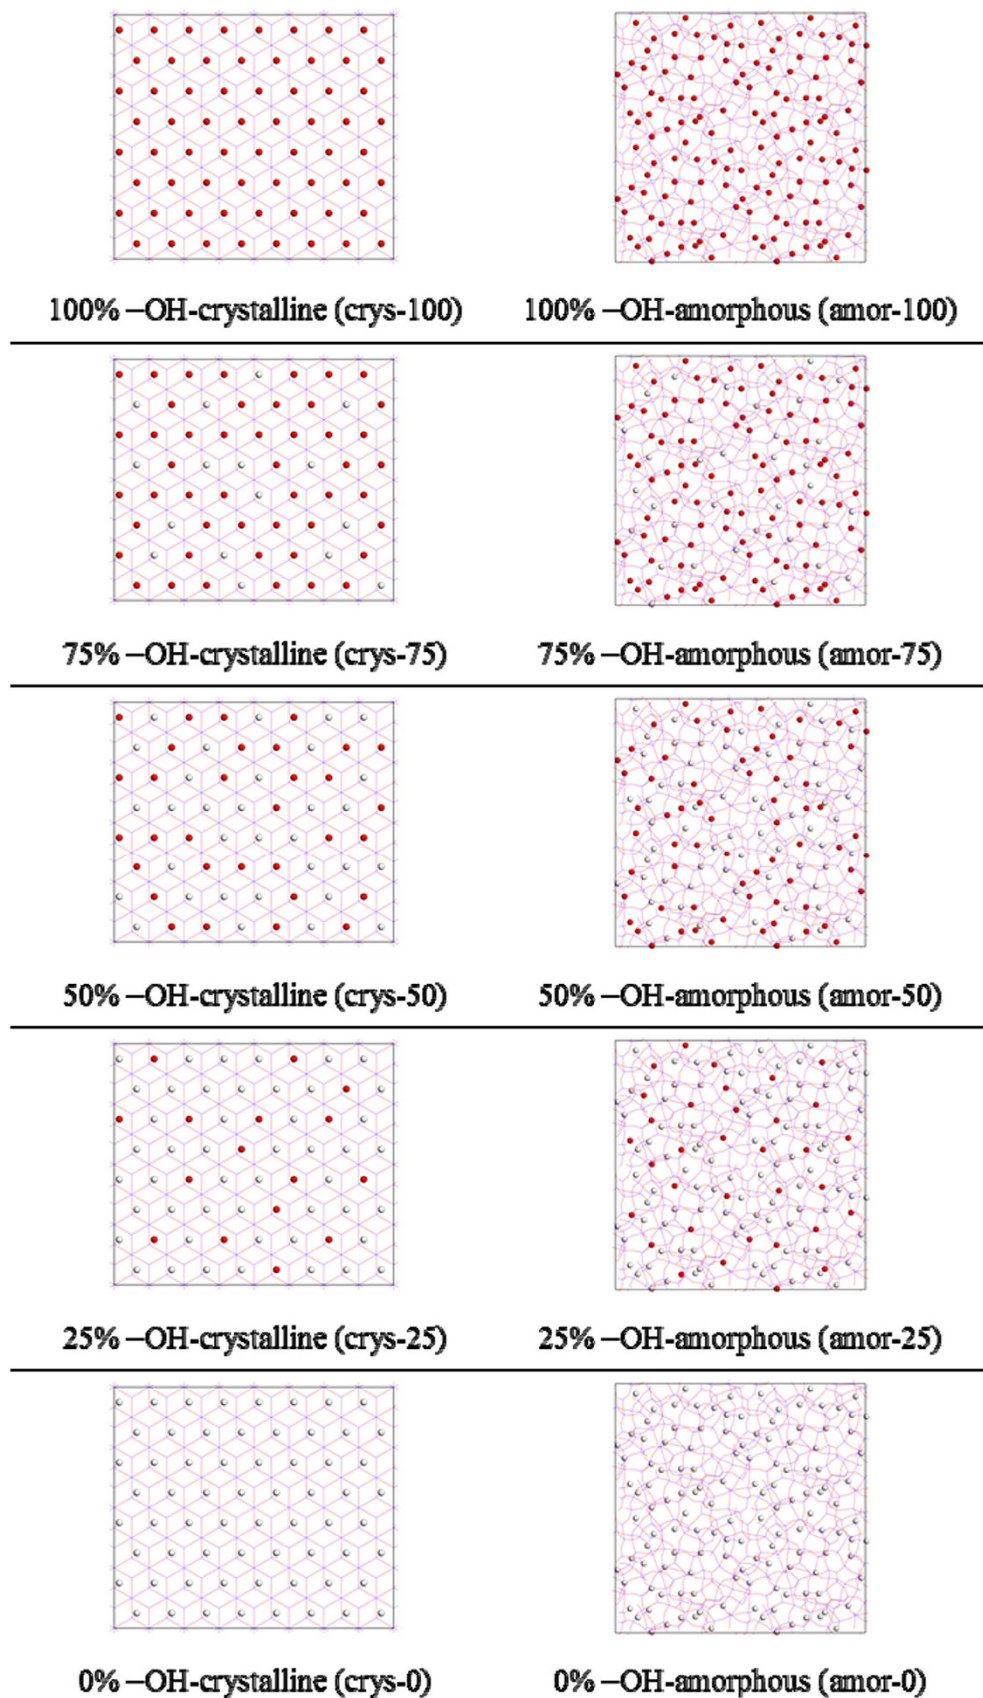 100% –OH-crystalline (crys-100)
100% –OH-amorphous (amor-100)
75% –OH-crystalline (crys-75)
75% –OH-amorphous (amor-75)
50% –OH-crystalline (crys-50)
50% –OH-amorphous (amor-50)
25% –OH-crystalline (crys-25)
25% –OH-amorphous (amor-25)
0% –OH-crystalline (crys-0)
0% –OH-amorphous (amor-0)